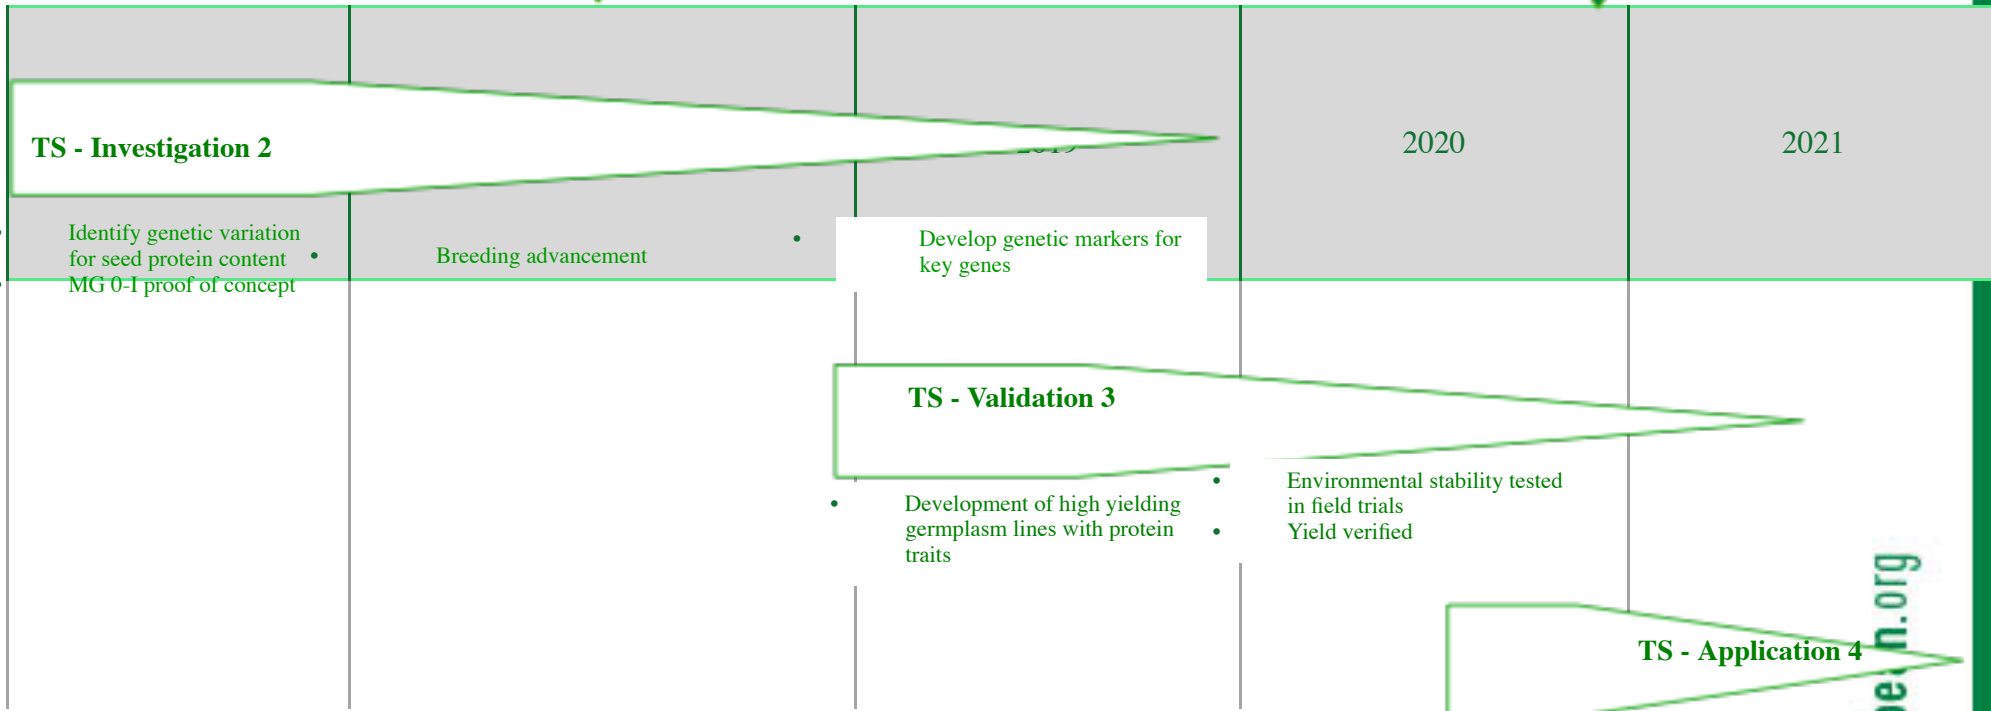 TS - Investigation 2
2019
2020
2021
• Identify genetic variation
for seed protein content
• MG 0-I proof of concept
• Breeding advancement
• Develop genetic markers for
key genes
TS - Validation 3
• Development of high yielding
germplasm lines with protein
traits
• Environmental stability tested
in field trials
• Yield verified
TS - Application 4